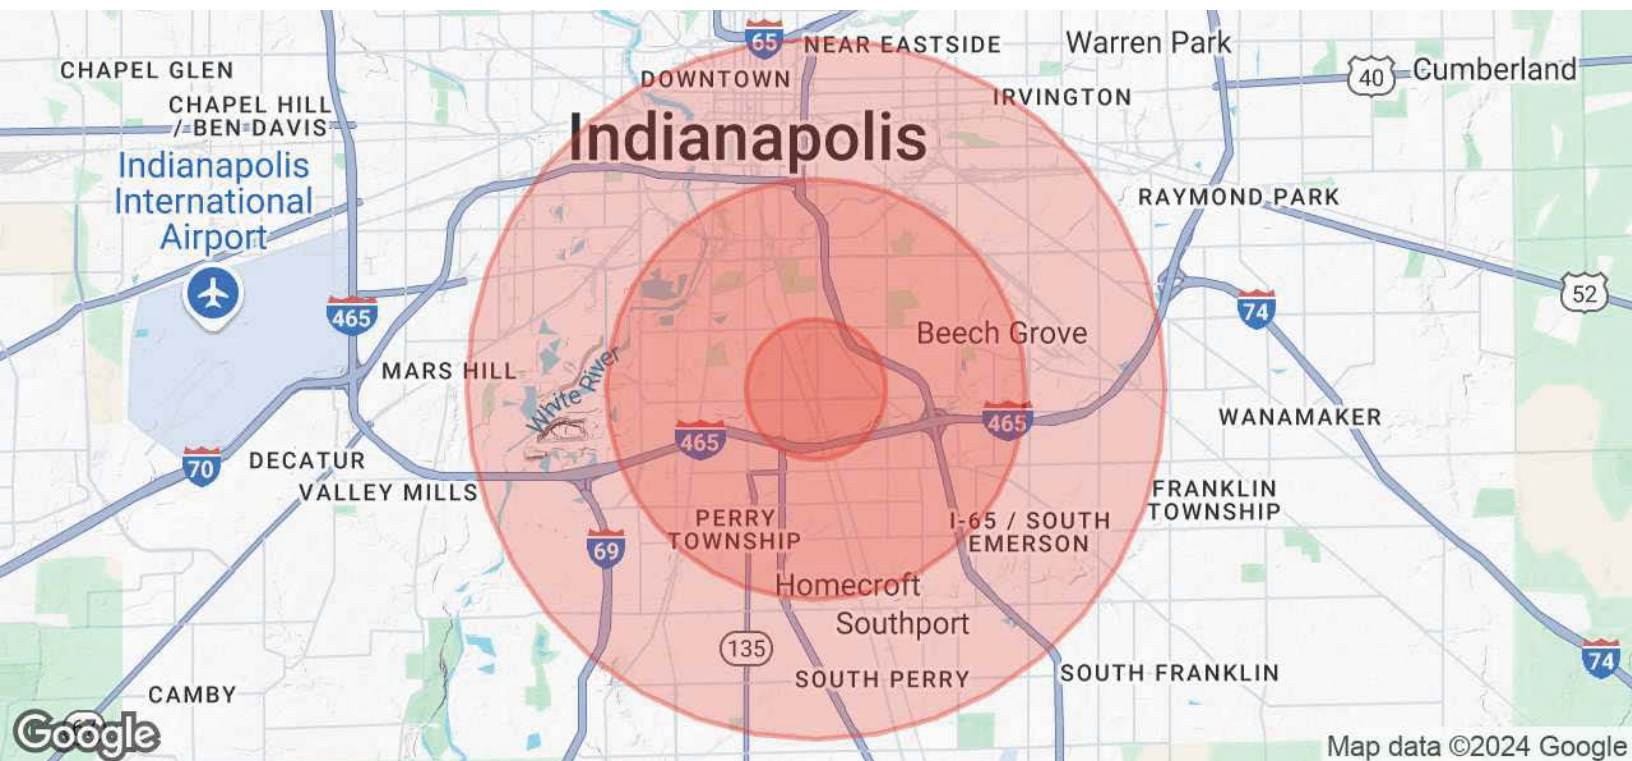 65
NEAR EASTSIDE
Warren Park
CHAPEL GLEN
DOWNTOWN
40
Cumberland
CHAPEL HILL
/ BEN DAVIS
IRVINGTON
Indianapolis
Indianapolis
International
Airport
RAYMOND PARK
465
74
52
Beech Grove
MARS HILL
White River
465
465
WANAMAKER
70
DECATUR
VALLEY MILLS
FRANKLIN
TOWNSHIP
PERRY
TOWNSHIP
I-65 / SOUTH
EMERSON
69
Homecroft
Southport
135
SOUTH PERRY
SOUTH FRANKLIN
74
CAMBY
67
Google
Map data ©2024 Google